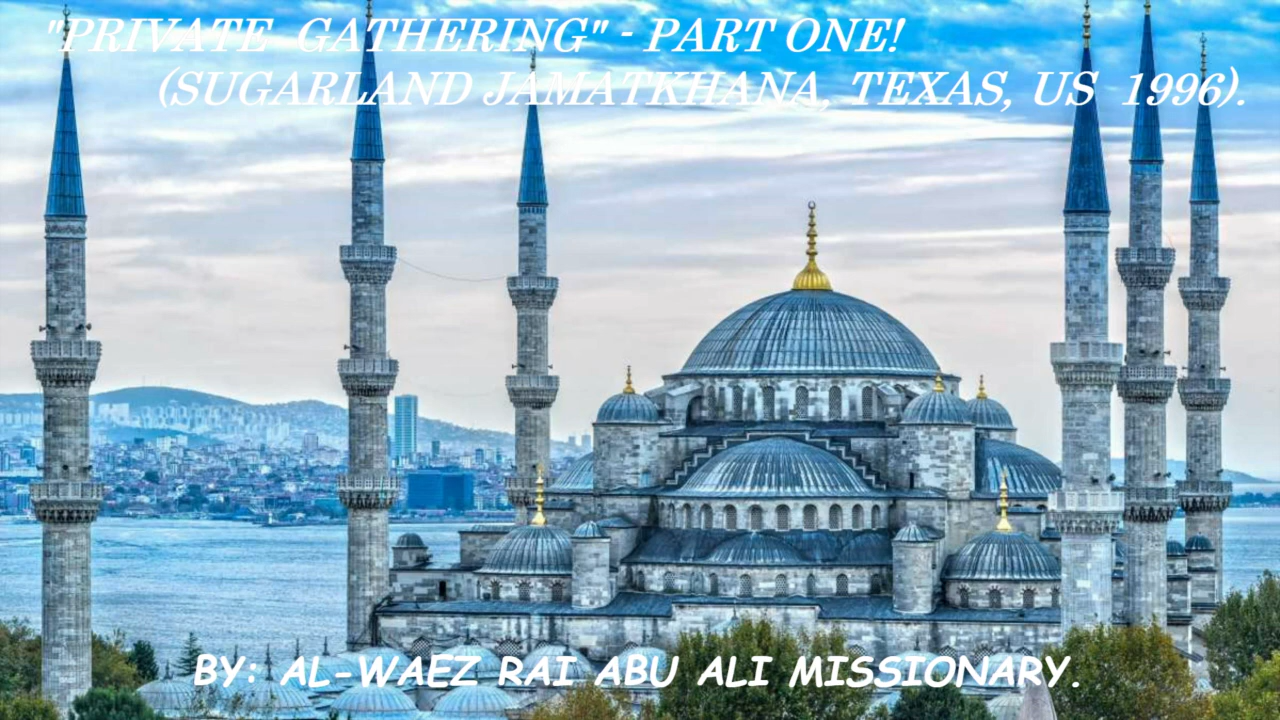 "PRIVATE GATHERING" - PART ONE!
(SUGARLAND JAMATKHANA, TEXAS, US 1996).
BY: AL-WAEZ RAI ABU ALI MISSIONARY.